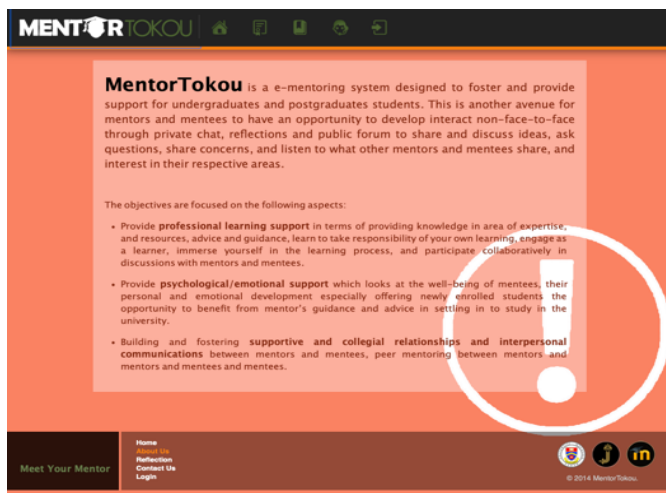 MENTORTOKOU
MentorTokou is a e-mentoring system designed to foster and provide
support for undergraduates and postgraduates students. This is another avenue for
mentors and mentees to have an opportunity to develop interact non-face-to-face
through private chat, reflections and public forum to share and discuss ideas, ask
questions, share concerns, and listen to what other mentors and mentees share, and
interest in their respective areas.
The objectives are focused on the following aspects:
• Provide professional learning support in terms of providing knowledge in area of expertise,
and resources, advice and guidance, learn to take responsibility of your own learning, engage as
a learner, immerse yourself in the learning process, and participate collaboratively in
discussions with mentors and mentees.
• Provide psychological/emotional support which looks at the well-being of mentees, their
personal and emotional development especially offering newly enrolled students the
opportunity to benefit from mentor's guidance and advice in settling in to study in the
university.
• Building and fostering supportive and collegial relationships and interpersonal
communications between mentors and mentees, peer mentoring between mentors and
mentors and mentees and mentees.
Meet Your Mentor
Home
About Us
Reflection
Contact Us
Login
© 2014 MentorTokou.